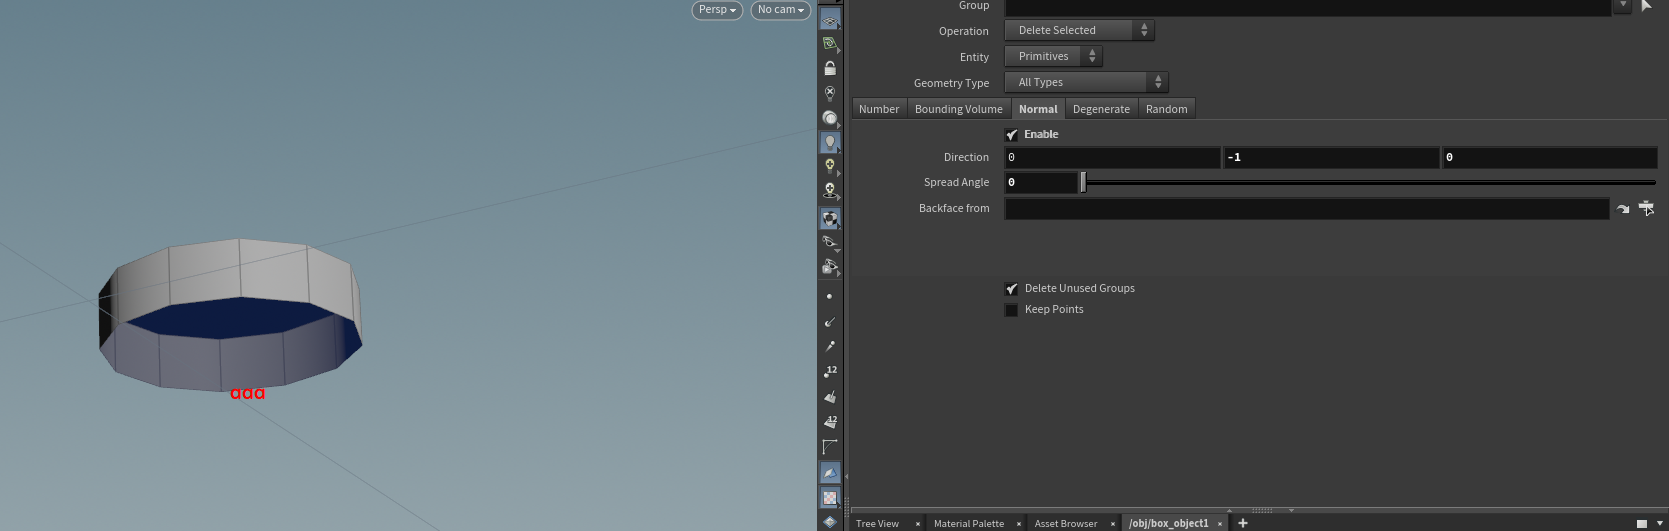 Persp
No cam
Group
Operation
Delete Selected
Entity
Primitives
Geometry Type
All Types
Number
Bounding Volume
Normal
Degenerate
Random
Enable
Direction
0
-1
0
Spread Angle
0
Backface from
Delete Unused Groups
Keep Points
12
12
Tree View
Material Palette
Asset Browser
/obj/box_object1